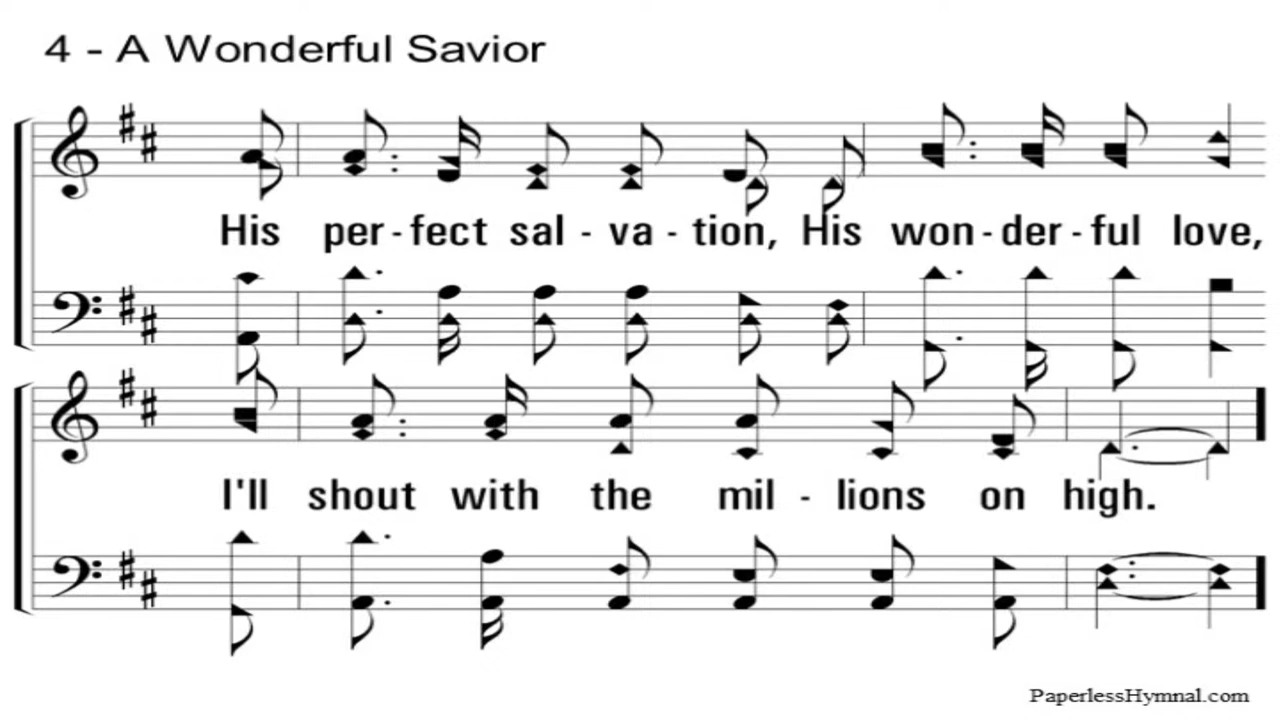 4 - A Wonderful Savior
His per - fect sal - va - tion, His won - der - ful love,
I'll shout with the mil - lions on high.
PaperlessHymnal.com